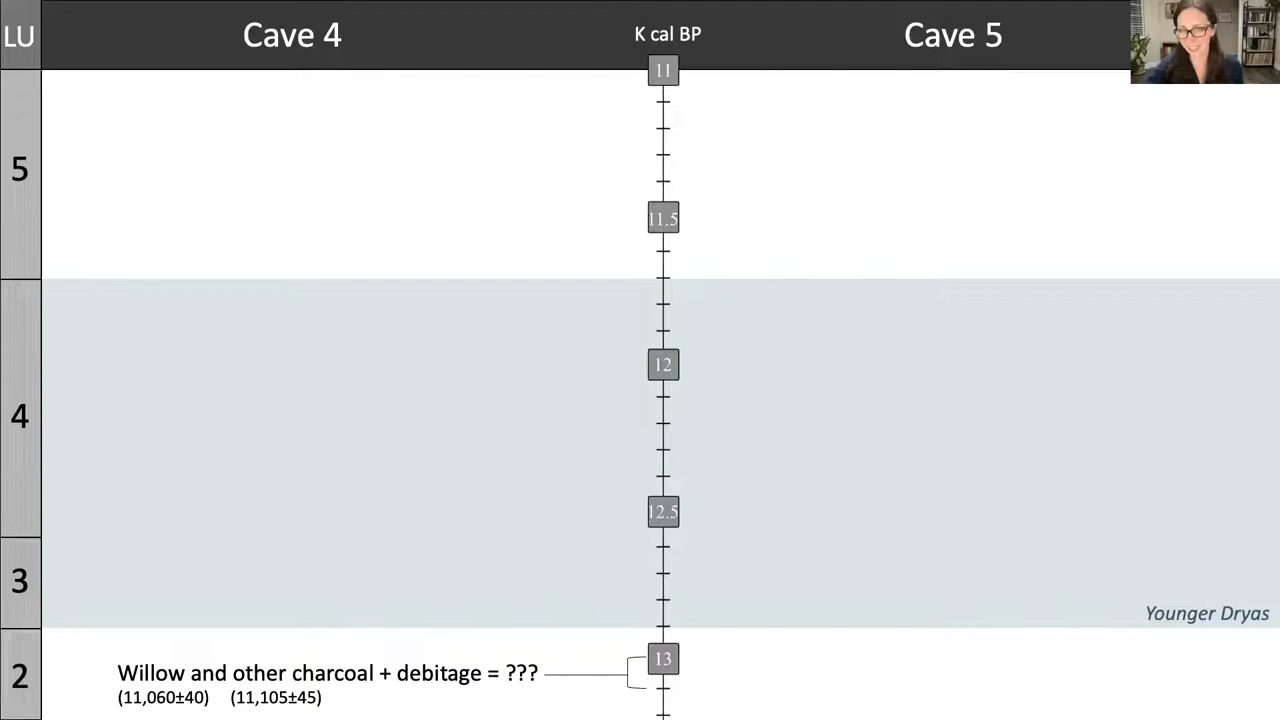 LU
Cave 4
K cal BP
Cave 5
11
5
11.5
12
4
12.5
3
Younger Dryas
13
2
Willow and other charcoal + debitage = ???
(11,060±40) (11,105±45)